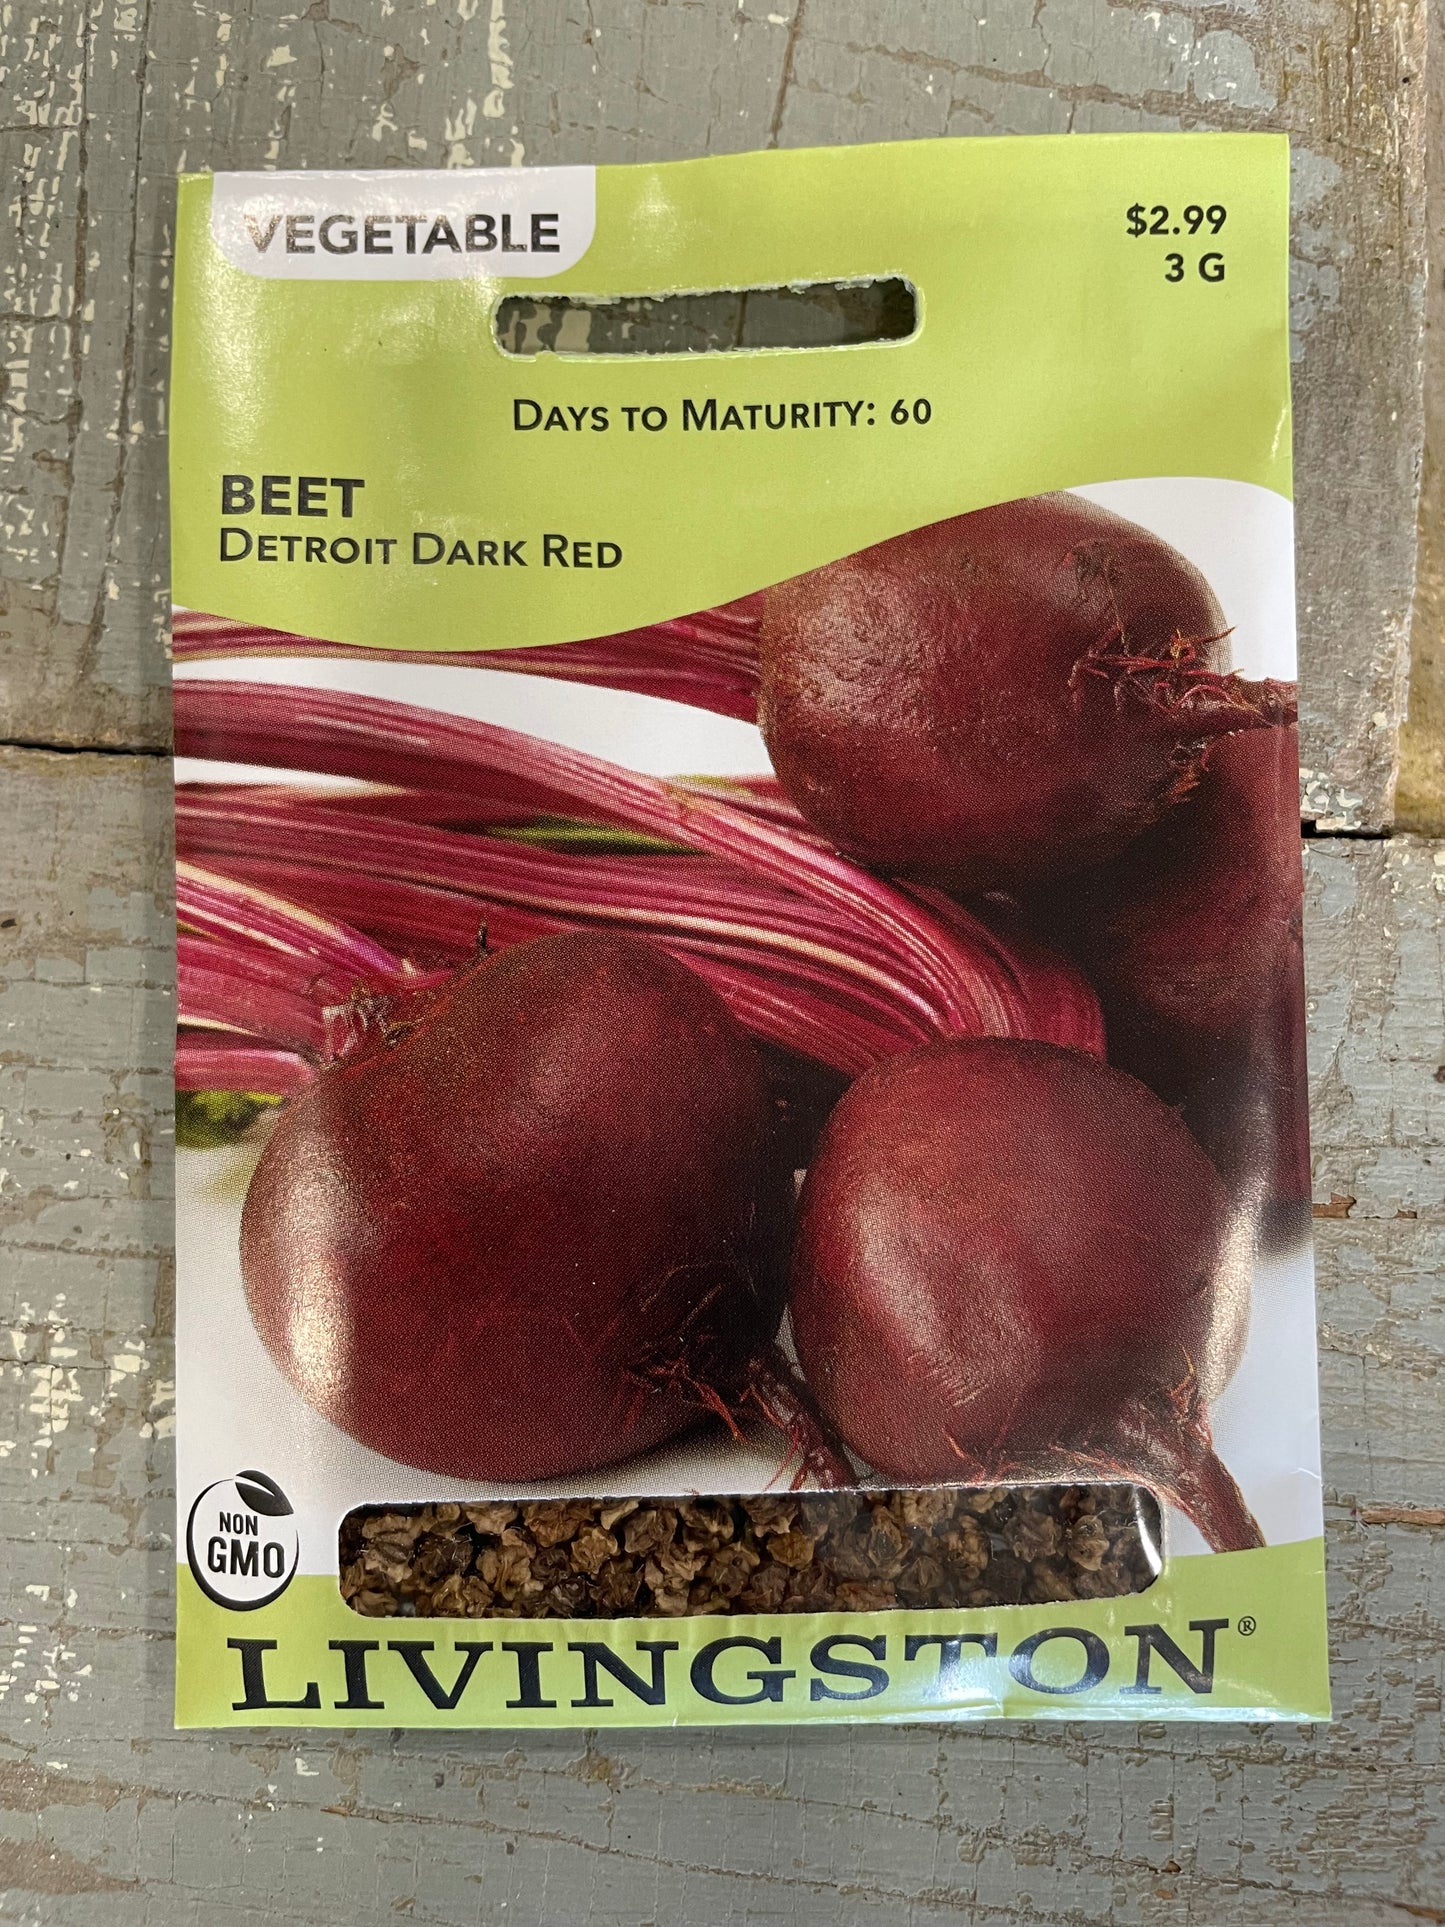 VEGETABLE
$2.99
3 G
DAYS TO MATURITY: 60
BEET
DETROIT DARK RED
NON
GMO
LIVINGSTON®